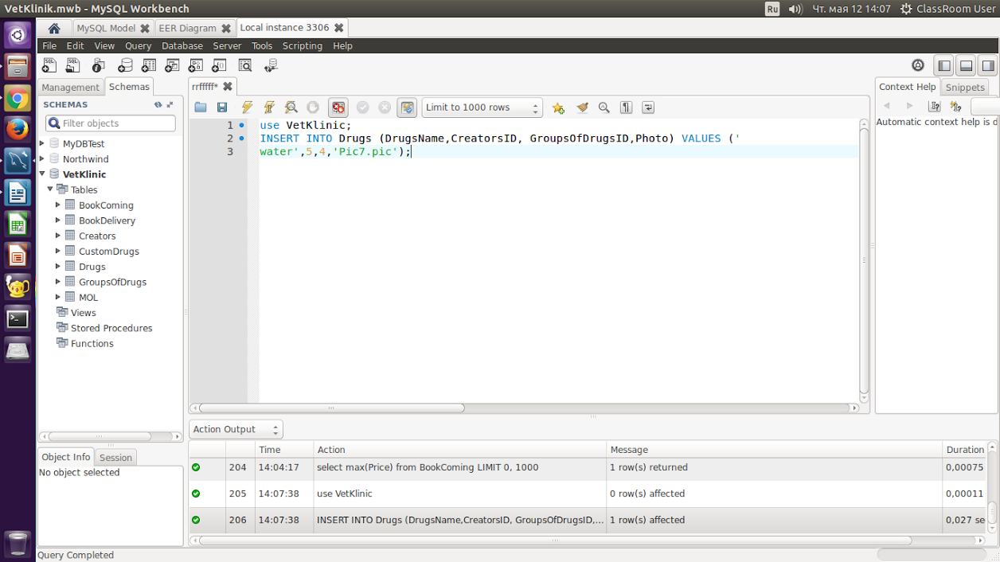 VetKlinik.mwb - MySQL Workbench
Ru
Чт. мая 12 14:07
ClassRoom User
MySQL Model
EER Diagram
Local instance 3306
File Edit View Query Database Server Tools Scripting Help
Management
Schemas
SCHEMAS
Filter objects
MyDBTest
Northwind
VetKlinic
Tables
BookComing
BookDelivery
Creators
CustomDrugs
Drugs
GroupsOfDrugs
MOL
Views
Stored Procedures
Functions
Object Info
Session
No object selected
rrfffff*
Limit to 1000 rows
1 use VetKlinic;
2 INSERT INTO Drugs (DrugsName,CreatorsID, GroupsOfDrugsID,Photo) VALUES ('
3 water',5,4,'Pic7.pic');
Context Help
Snippets
Automatic context help is d
Action Output
Time Action Message Duration
204 14:04:17 select max(Price) from BookComing LIMIT 0, 1000 1 row(s) returned 0,00075
205 14:07:38 use VetKlinic 0 row(s) affected 0,00011
206 14:07:38 INSERT INTO Drugs (DrugsName,CreatorsID, GroupsOfDrugsID,... 1 row(s) affected 0,027 se
Query Completed